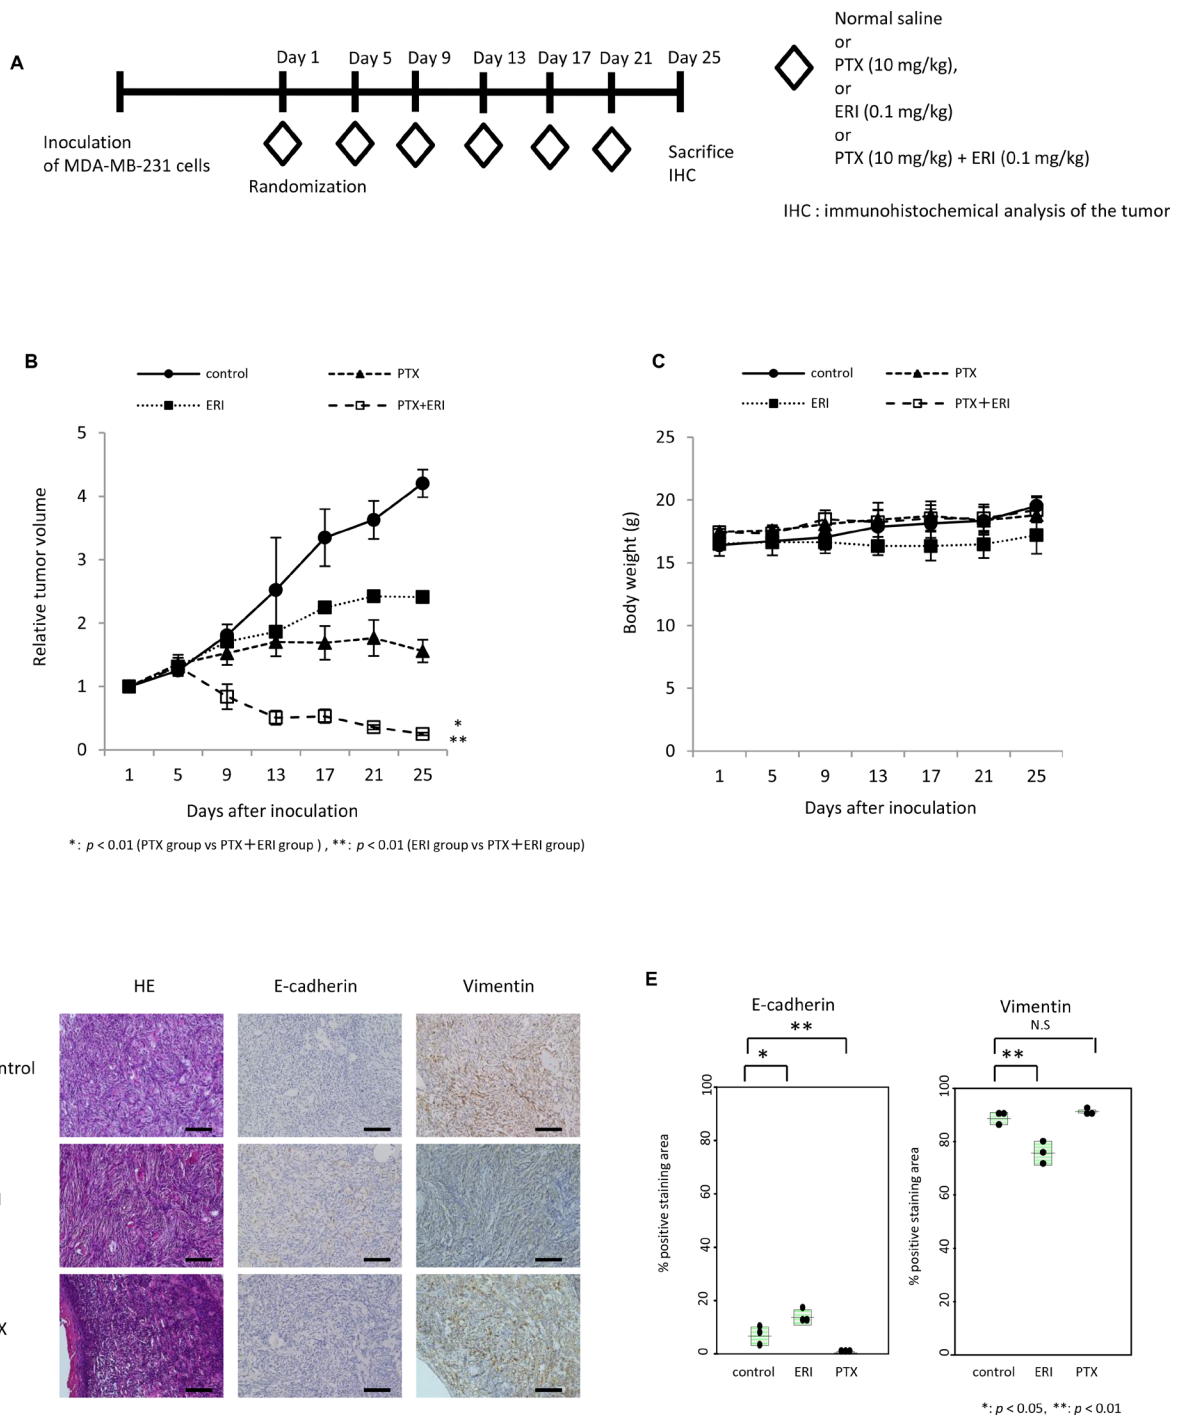 A
Day 1 Day 5 Day 9 Day 13 Day 17 Day 21 Day 25
Inoculation
of MDA-MB-231 cells
Randomization
Sacrifice
IHC
Normal saline
or
PTX (10 mg/kg),
or
ERI (0.1 mg/kg)
or
PTX (10 mg/kg) + ERI (0.1 mg/kg)
IHC : immunohistochemical analysis of the tumor
B
control PTX
ERI PTX+ERI
Relative tumor volume
5
4
3
2
1
0
*
**
1 5 9 13 17 21 25
Days after inoculation
*: p < 0.01 (PTX group vs PTX+ERI group ) , **: p < 0.01 (ERI group vs PTX+ERI group)
C
control PTX
ERI PTX+ERI
Body weight (g)
25
20
15
10
5
0
1 5 9 13 17 21 25
Days after inoculation
HE E-cadherin Vimentin
ntrol
X
E
E-cadherin
**
*
% positive staining area
100
80
60
40
20
0
control ERI PTX
Vimentin
N.S
**
% positive staining area
100
80
60
40
20
0
control ERI PTX
*: p < 0.05, **: p < 0.01